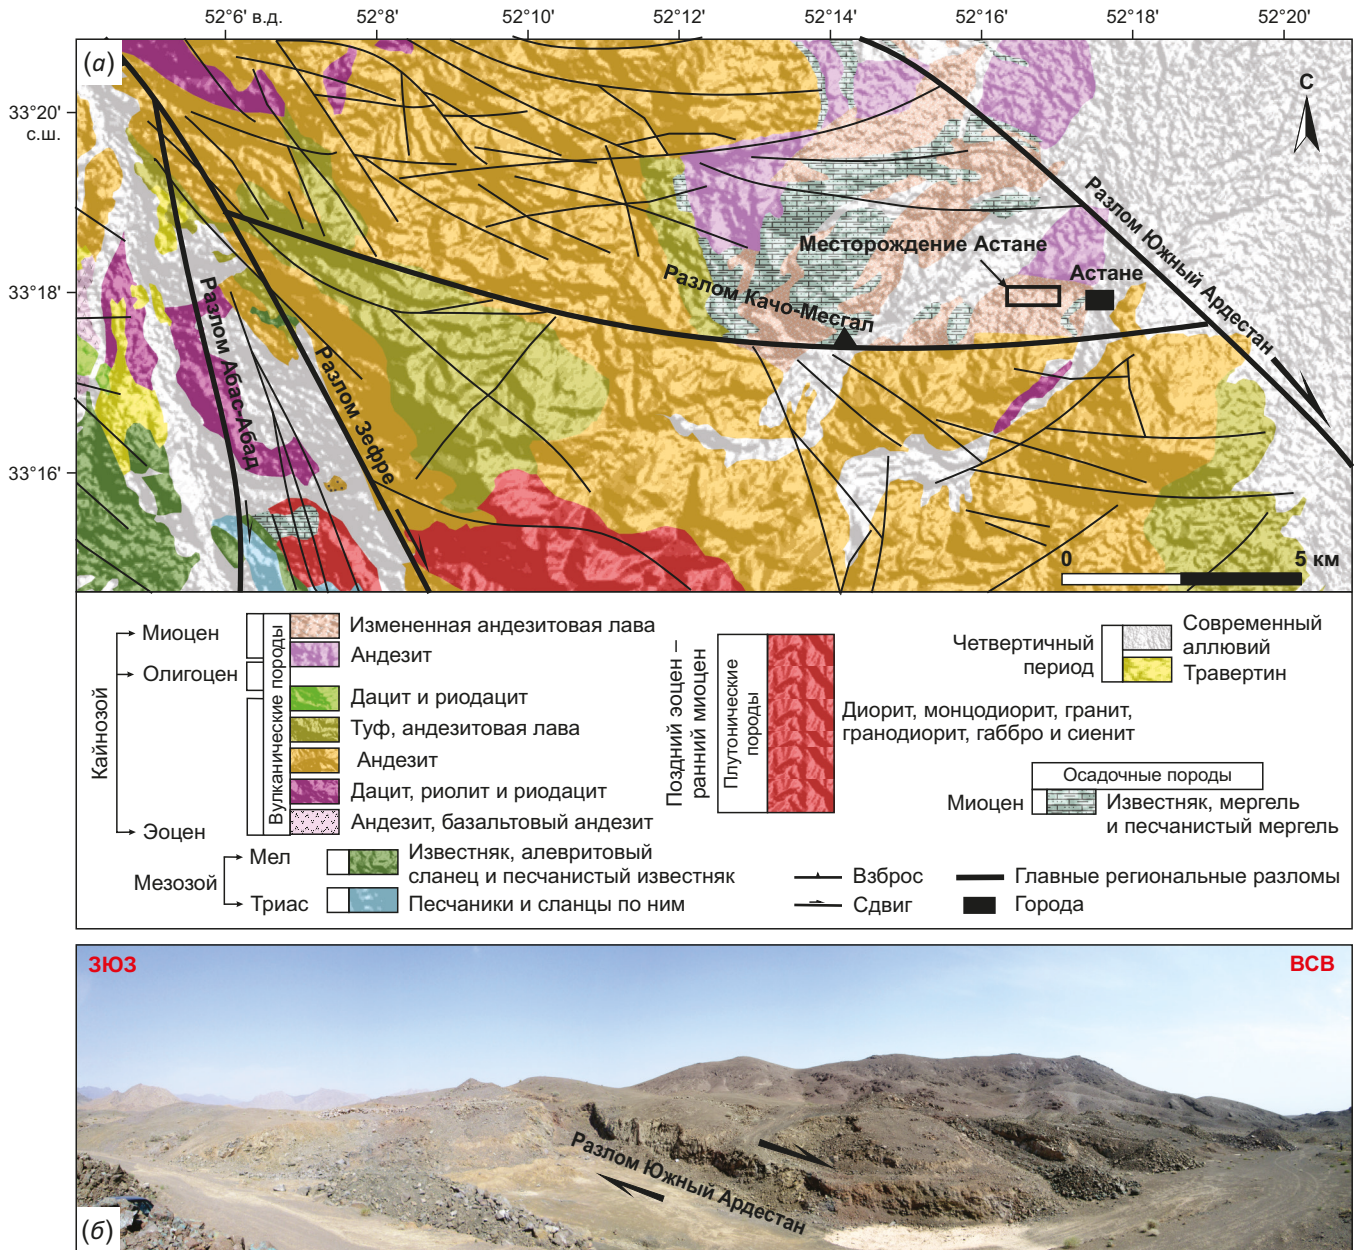 52°6' в.д.
52°8'
52°10'
52°12'
52°14'
52°16'
52°18'
52°20'
(а)
С
33°20'
с.ш.
33°18'
33°16'
Разлом Южный Ардестан
Месторождение Астане
Астане
Разлом Качо-Месгал
Разлом Абас-Абад
Разлом Зефре
0
5 км
Кайнозой
Миоцен
Олигоцен
Эоцен
Вулканические породы
Измененная андезитовая лава
Андезит
Дацит и риодацит
Туф, андезитовая лава
Андезит
Дацит, риолит и риодацит
Андезит, базальтовый андезит
Мезозой
Мел
Известняк, алевритовый
сланец и песчанистый известняк
Триас
Песчаники и сланцы по ним
Поздний эоцен –
ранний миоцен
Плутонические
породы
Диорит, монцодиорит, гранит,
гранодиорит, габбро и сиенит
Четвертичный
период
Современный
аллювий
Травертин
Осадочные породы
Миоцен
Известняк, мергель
и песчанистый мергель
Взброс
Сдвиг
Главные региональные разломы
Города
ЗЮЗ
ВСВ
Разлом Южный Ардестан
(б)